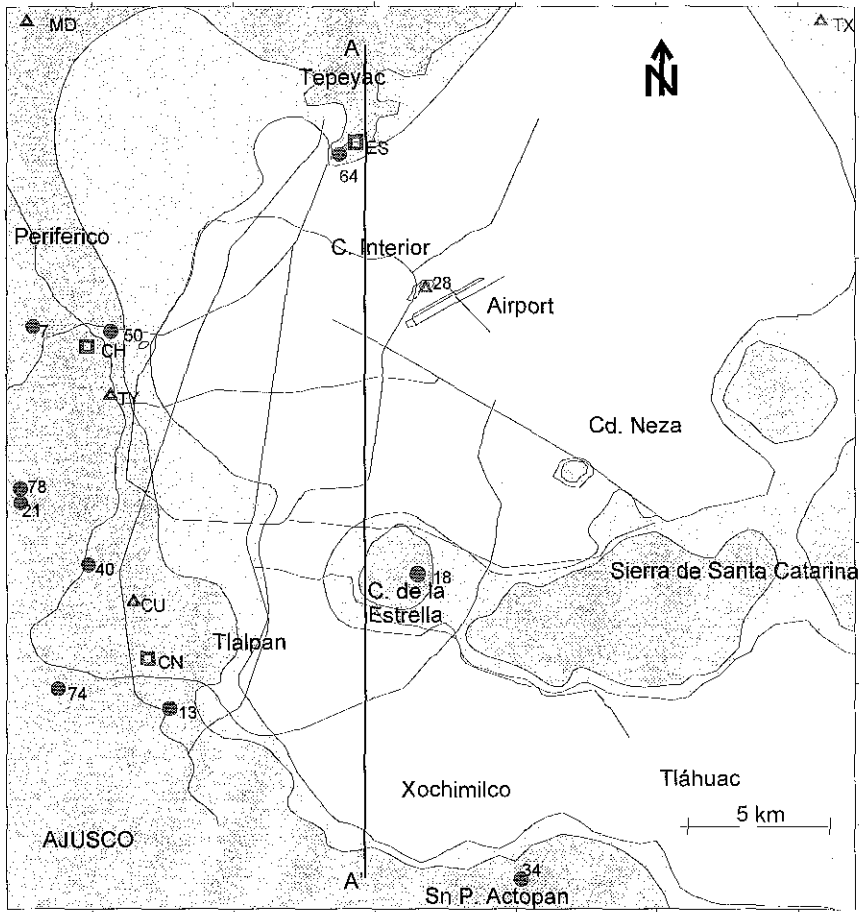 MD
TX
A
N
Tepeyac
ES
64
Periferico
C. Interior
28
Airport
7
50
CH
TY
Cd. Neza
78
21
40
18
Sierra de Santa Catarina
C. de la
Estrella
CU
Tlalpan
CN
74
13
Xochimilco
Tláhuac
5 km
AJUSCO
A'
34
Sn P. Actopan